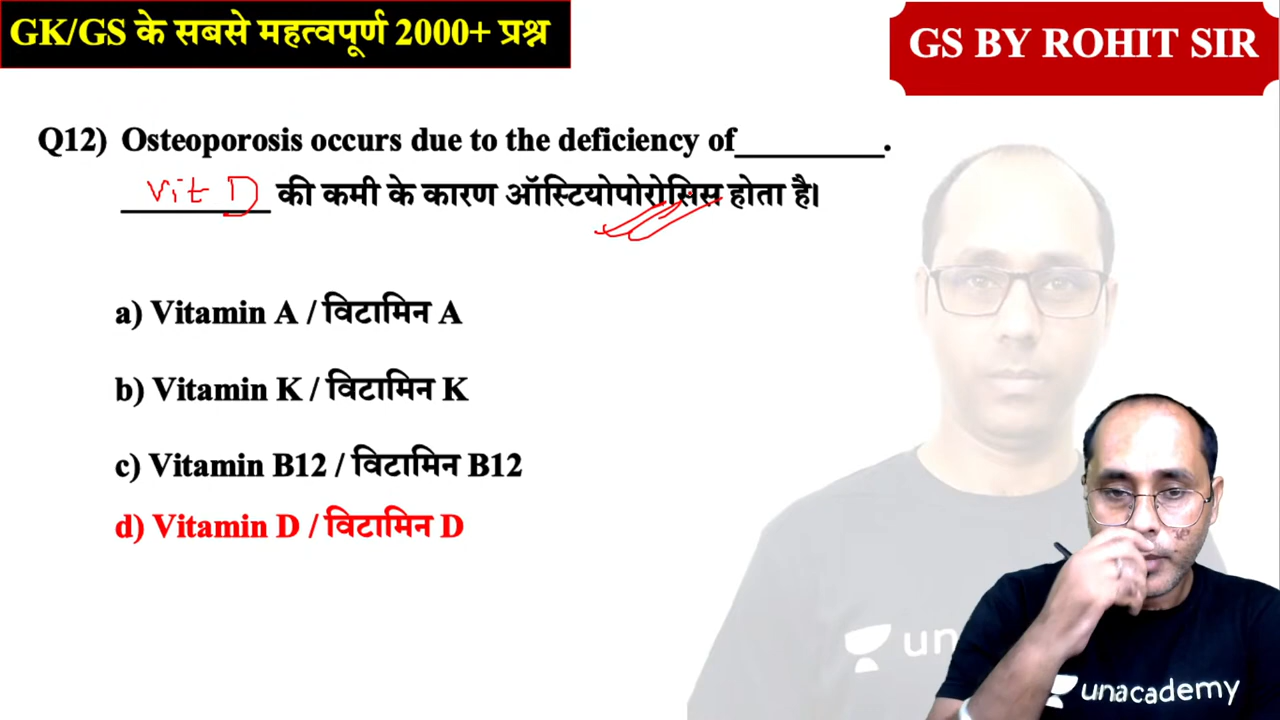 GK/GS के सबसे महत्वपूर्ण 2000+ प्रश्न
GS BY ROHIT SIR
Q12) Osteoporosis occurs due to the deficiency of_________.
Vit D की कमी के कारण ऑस्टियोपोरोसिस होता है।
a) Vitamin A / विटामिन A
b) Vitamin K / विटामिन K
c) Vitamin B12 / विटामिन B12
d) Vitamin D / विटामिन D
un
unacademy